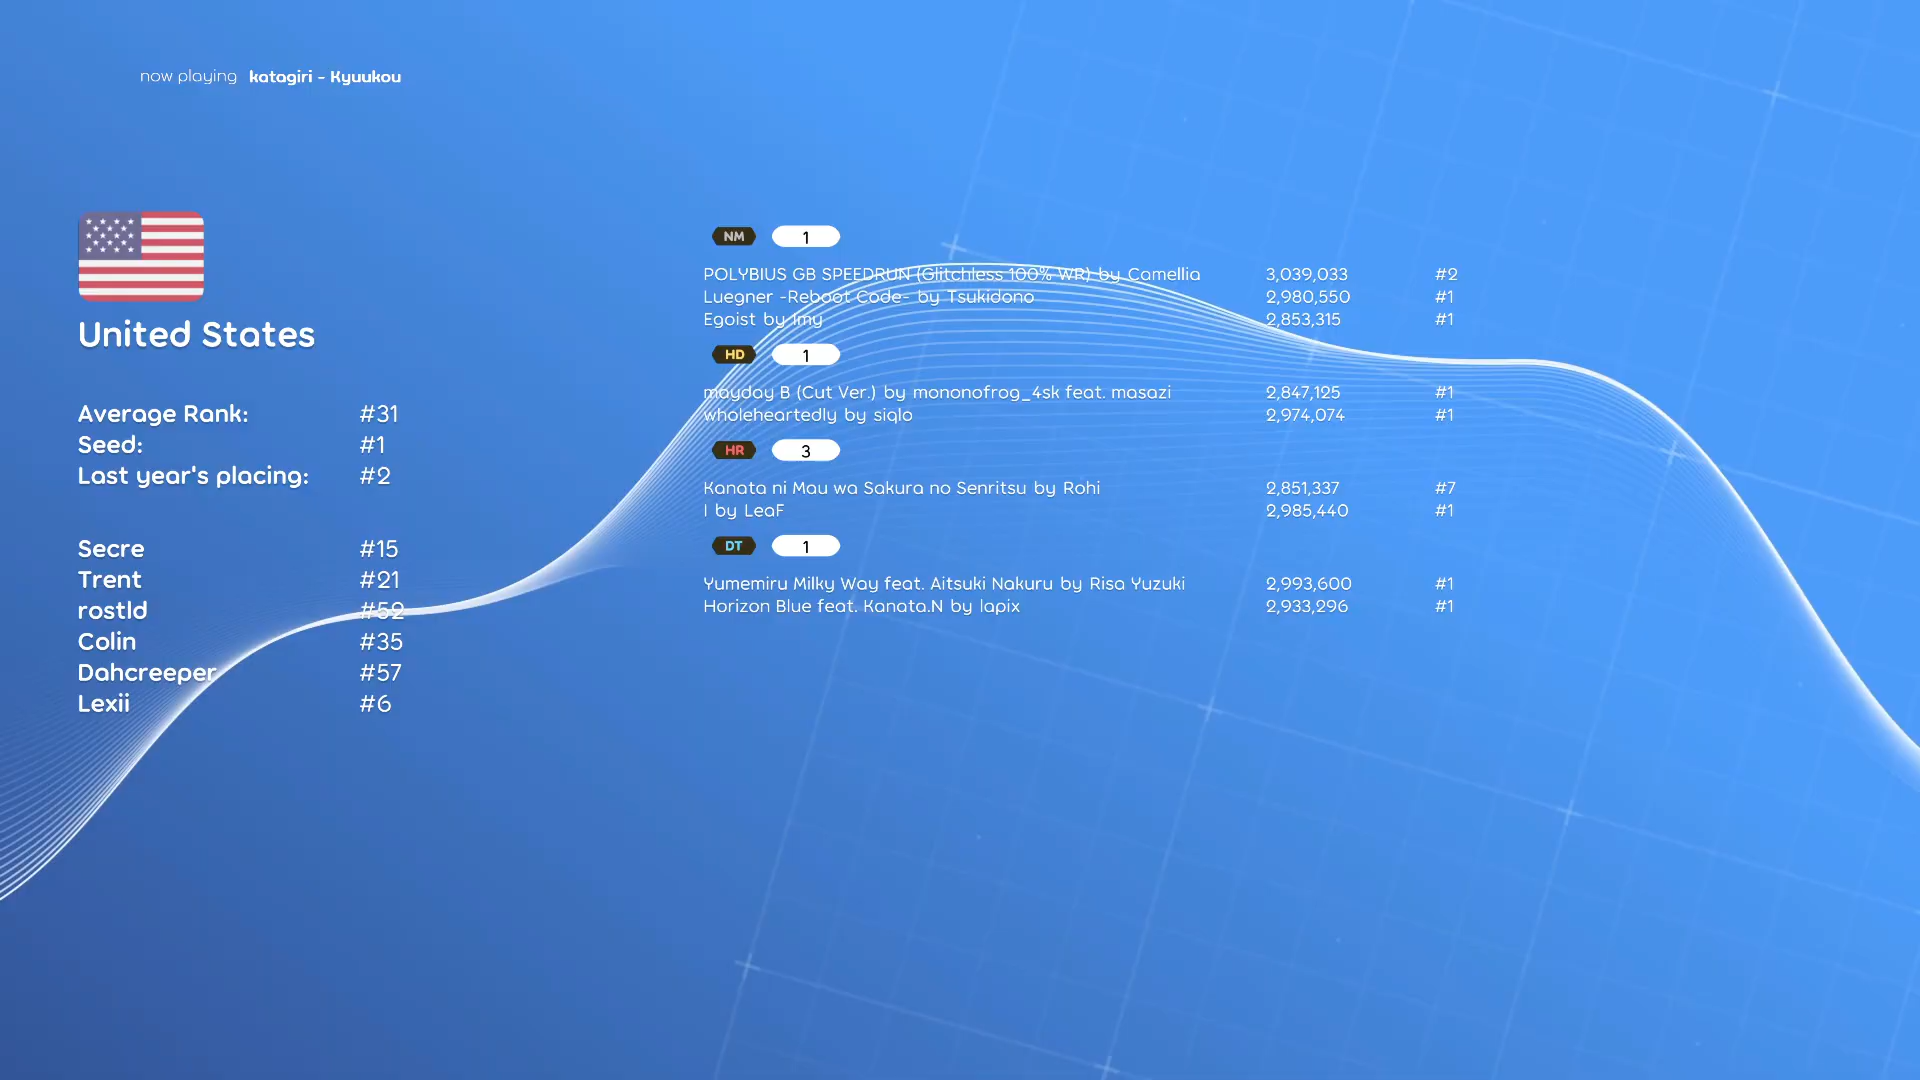 now playing katagiri - Kyuukou
United States
Average Rank: #31
Seed: #1
Last year's placing: #2
Secre #15
Trent #21
rostld #52
Colin #35
Dahcreeper #57
Lexii #6
NM 1
POLYBIUS GB SPEEDRUN (Glitchless 100% WR) by Camellia 3,039,033 #2
Luegner -Reboot Code- by Tsukidono 2,980,550 #1
Egoist by Imy 2,853,315 #1
HD 1
mayday B (Cut Ver.) by mononofrog_4sk feat. masazi 2,847,125 #1
wholeheartedly by siqlo 2,974,074 #1
HR 3
Kanata ni Mau wa Sakura no Senritsu by Rohi 2,851,337 #7
I by LeaF 2,985,440 #1
DT 1
Yumemiru Milky Way feat. Aitsuki Nakuru by Risa Yuzuki 2,993,600 #1
Horizon Blue feat. Kanata.N by lapix 2,933,296 #1